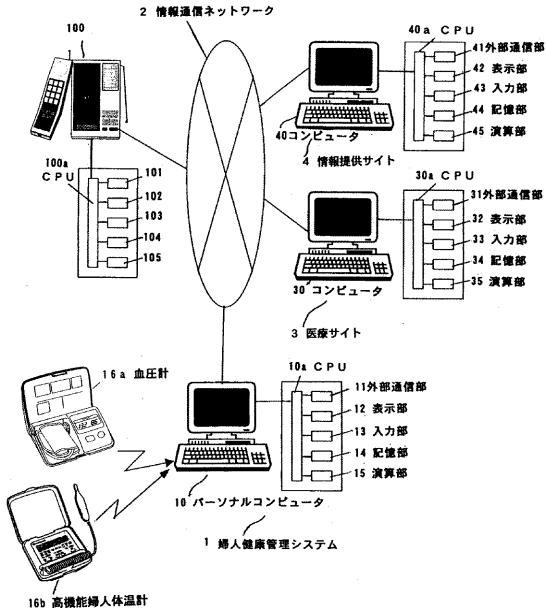 2 情報通信ネットワーク
100
100a
CPU
101
102
103
104
105
40a CPU
41外部通信部
42 表示部
43 入力部
44 記憶部
45 演算部
40コンピュータ
4 情報提供サイト
30a CPU
31外部通信部
32 表示部
33 入力部
34 記憶部
35 演算部
30 コンピュータ
3 医療サイト
16a 血圧計
10a CPU
11外部通信部
12 表示部
13 入力部
14 記憶部
15 演算部
10 パーソナルコンピュータ
1 婦人健康管理システム
16b 高機能婦人体温計